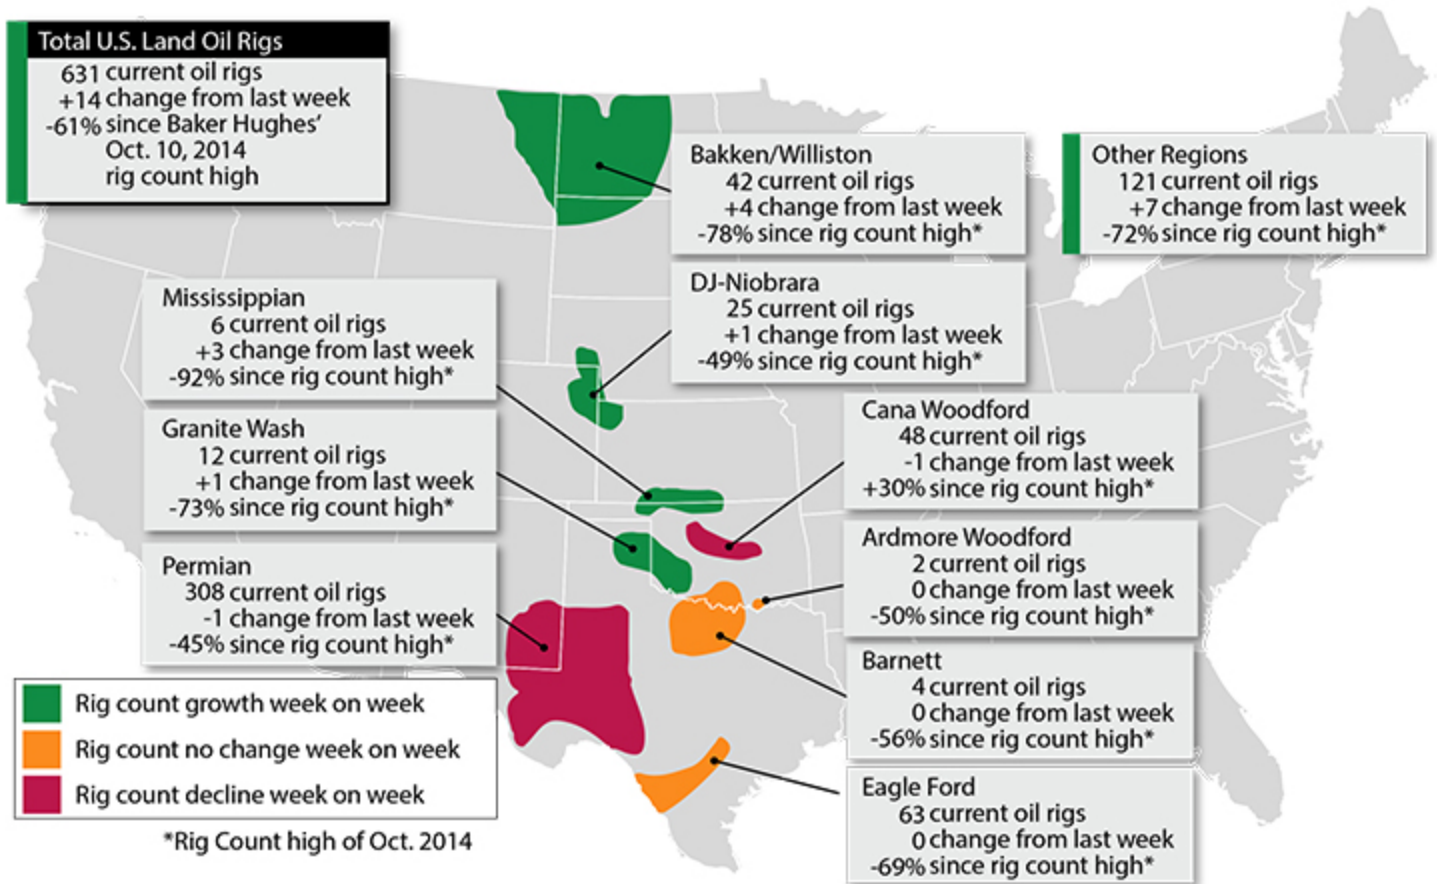 Total U.S. Land Oil Rigs
631 current oil rigs
+14 change from last week
-61% since Baker Hughes'
Oct. 10, 2014
rig count high
Bakken/Williston
42 current oil rigs
+4 change from last week
-78% since rig count high*
Other Regions
121 current oil rigs
+7 change from last week
-72% since rig count high*
DJ-Niobrara
25 current oil rigs
+1 change from last week
-49% since rig count high*
Mississippian
6 current oil rigs
+3 change from last week
-92% since rig count high*
Granite Wash
12 current oil rigs
+1 change from last week
-73% since rig count high*
Permian
308 current oil rigs
-1 change from last week
-45% since rig count high*
Cana Woodford
48 current oil rigs
-1 change from last week
+30% since rig count high*
Ardmore Woodford
2 current oil rigs
0 change from last week
-50% since rig count high*
Barnett
4 current oil rigs
0 change from last week
-56% since rig count high*
Eagle Ford
63 current oil rigs
0 change from last week
-69% since rig count high*
Rig count growth week on week
Rig count no change week on week
Rig count decline week on week
*Rig Count high of Oct. 2014